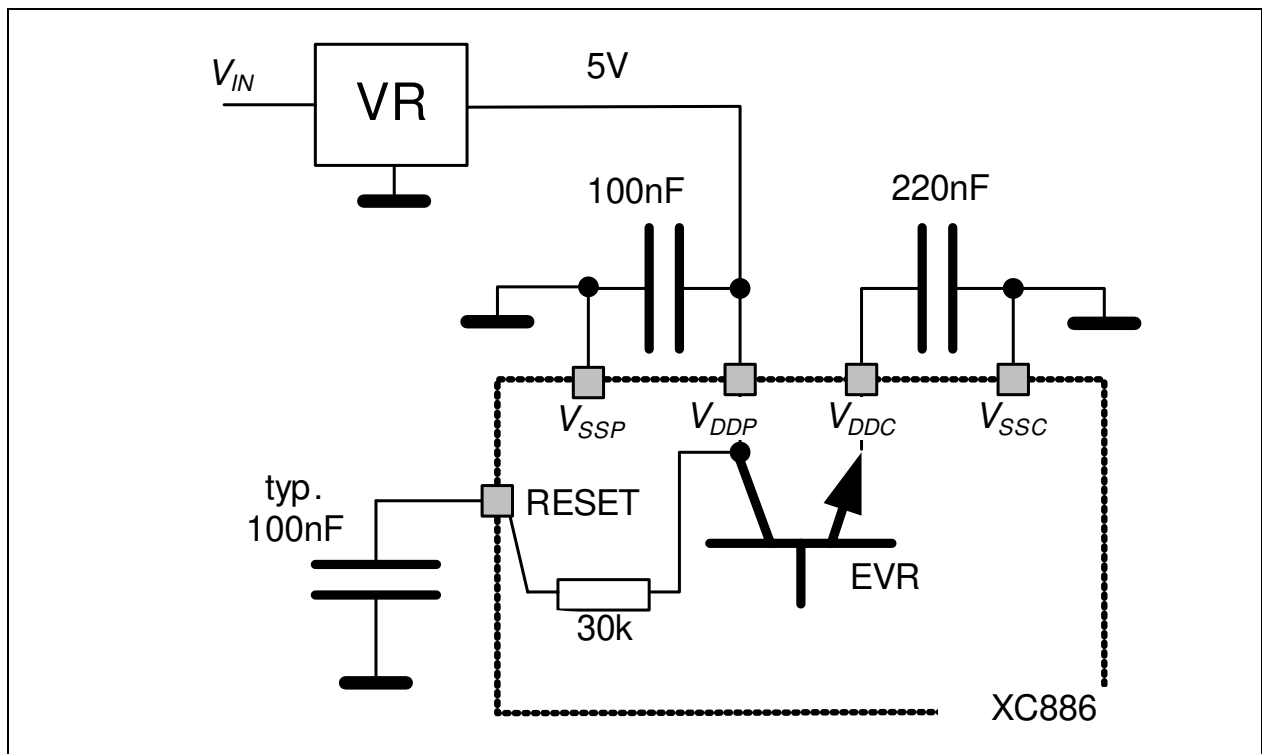 V_IN
VR
5V
100nF
220nF
V_SSP
V_DDP
V_DDC
V_SSC
typ.
100nF
RESET
EVR
30k
XC886